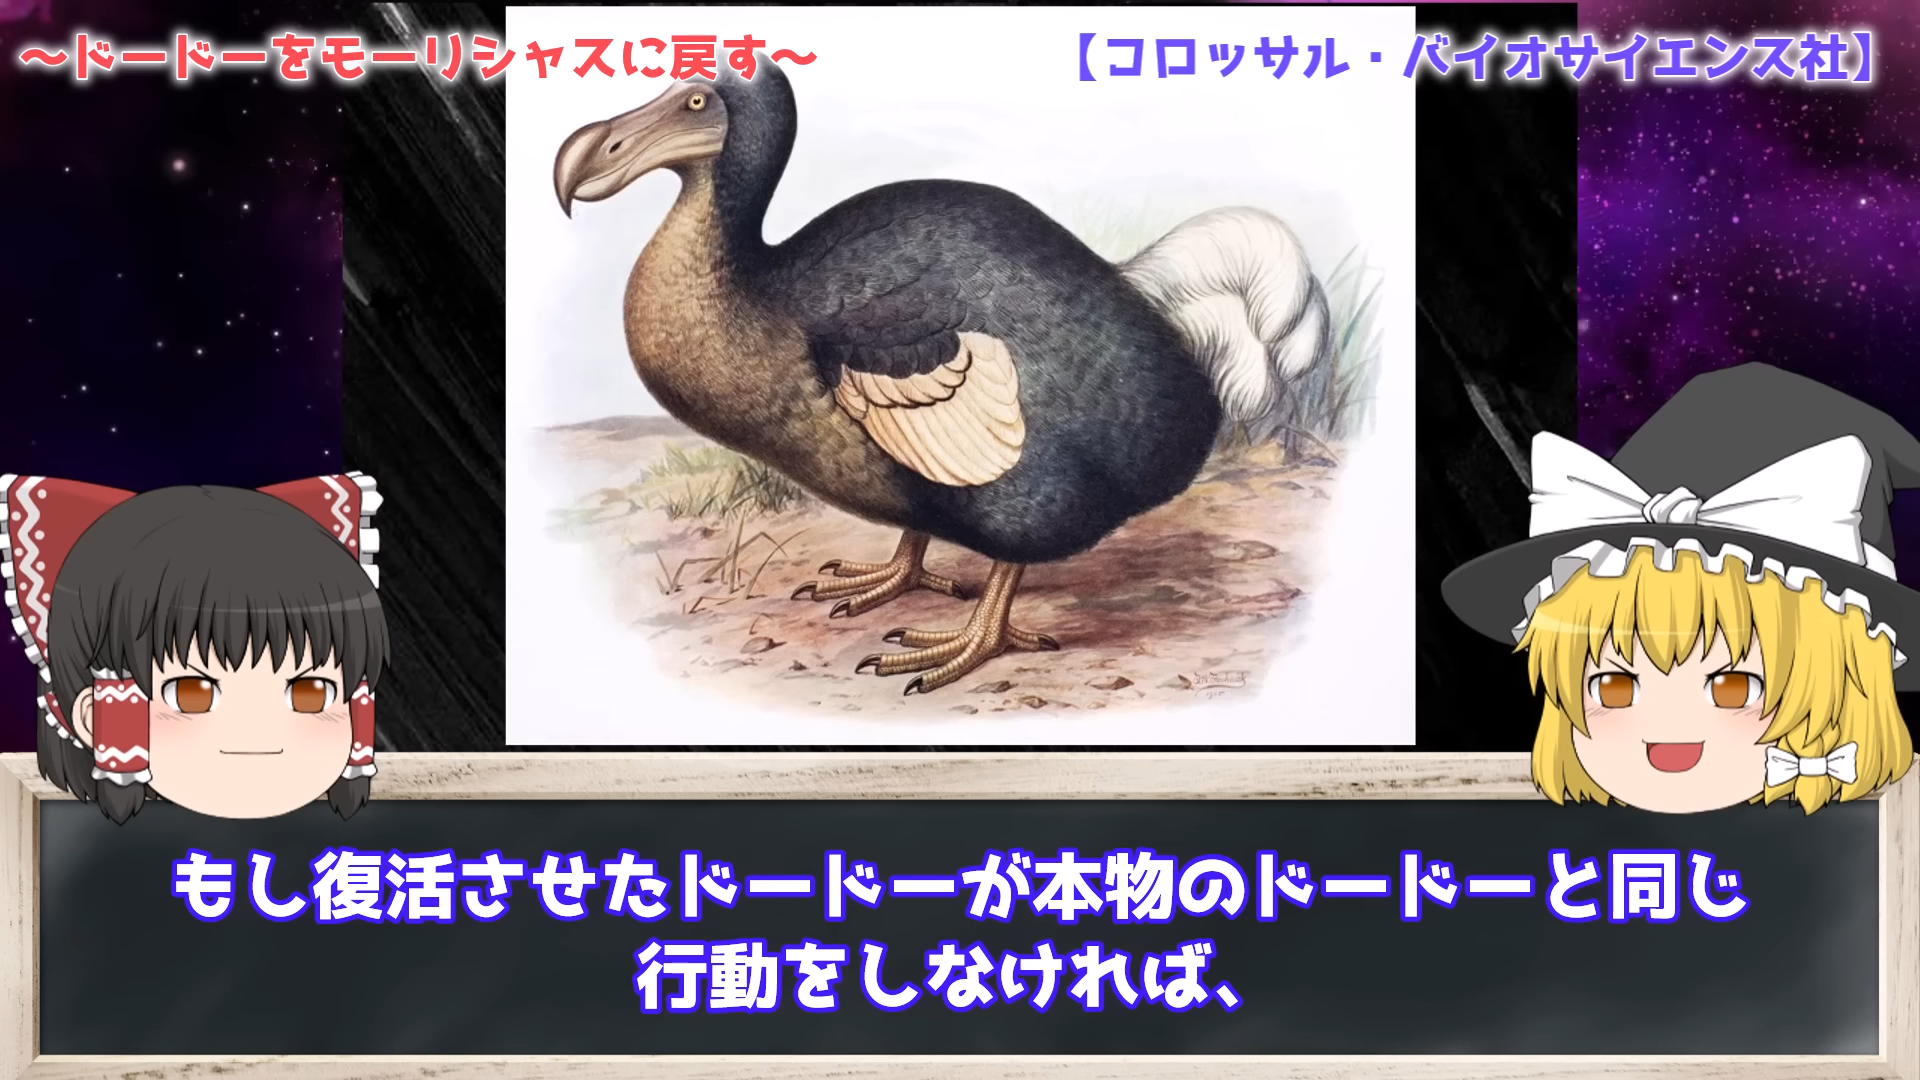 ～ドードーをモーリシャスに戻す～
【コロッサル・バイオサイエンス社】
もし復活させたドードーが本物のドードーと同じ
行動をしなければ、